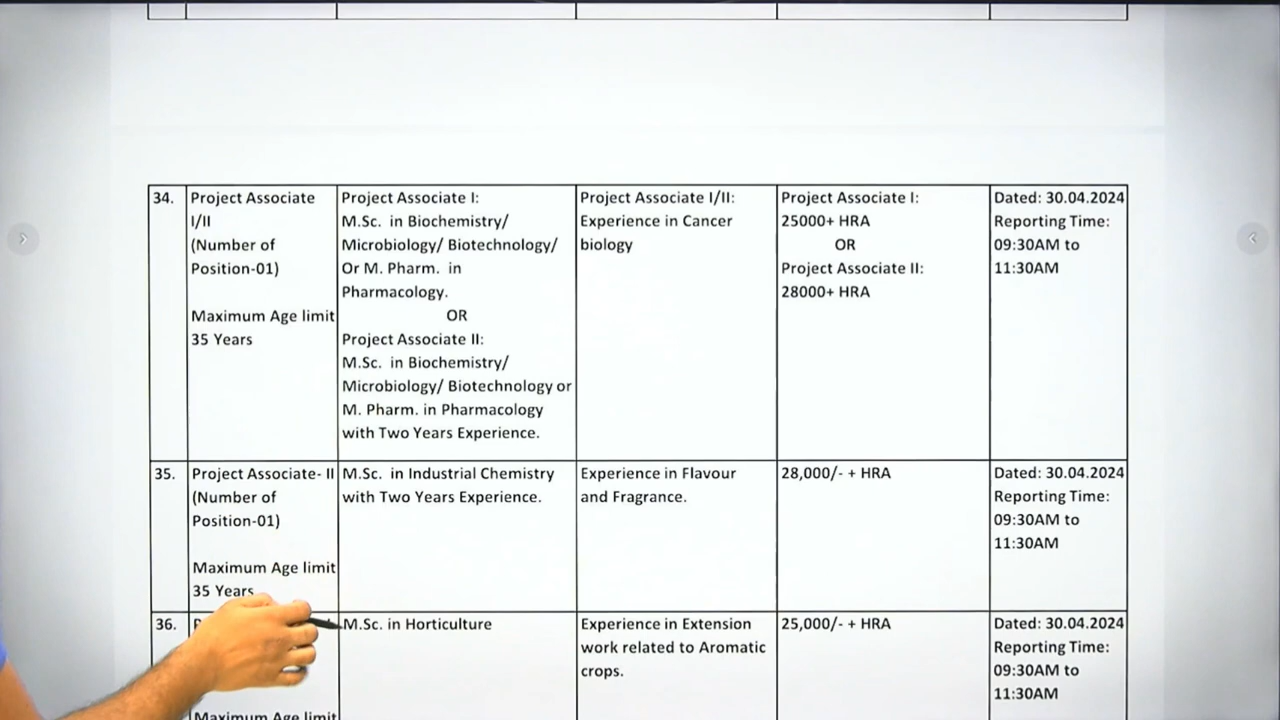 34.
Project Associate
I/II
(Number of
Position-01)
Maximum Age limit
35 Years
Project Associate I:
M.Sc. in Biochemistry/
Microbiology/ Biotechnology/
Or M. Pharm. in
Pharmacology.
OR
Project Associate II:
M.Sc. in Biochemistry/
Microbiology/ Biotechnology or
M. Pharm. in Pharmacology
with Two Years Experience.
Project Associate I/II:
Experience in Cancer
biology
Project Associate I:
25000+ HRA
OR
Project Associate II:
28000+ HRA
Dated: 30.04.2024
Reporting Time:
09:30AM to
11:30AM
35.
Project Associate- II
(Number of
Position-01)
Maximum Age limit
35 Years
M.Sc. in Industrial Chemistry
with Two Years Experience.
Experience in Flavour
and Fragrance.
28,000/- + HRA
Dated: 30.04.2024
Reporting Time:
09:30AM to
11:30AM
36.
Maximum Age limit
M.Sc. in Horticulture
Experience in Extension
work related to Aromatic
crops.
25,000/- + HRA
Dated: 30.04.2024
Reporting Time:
09:30AM to
11:30AM